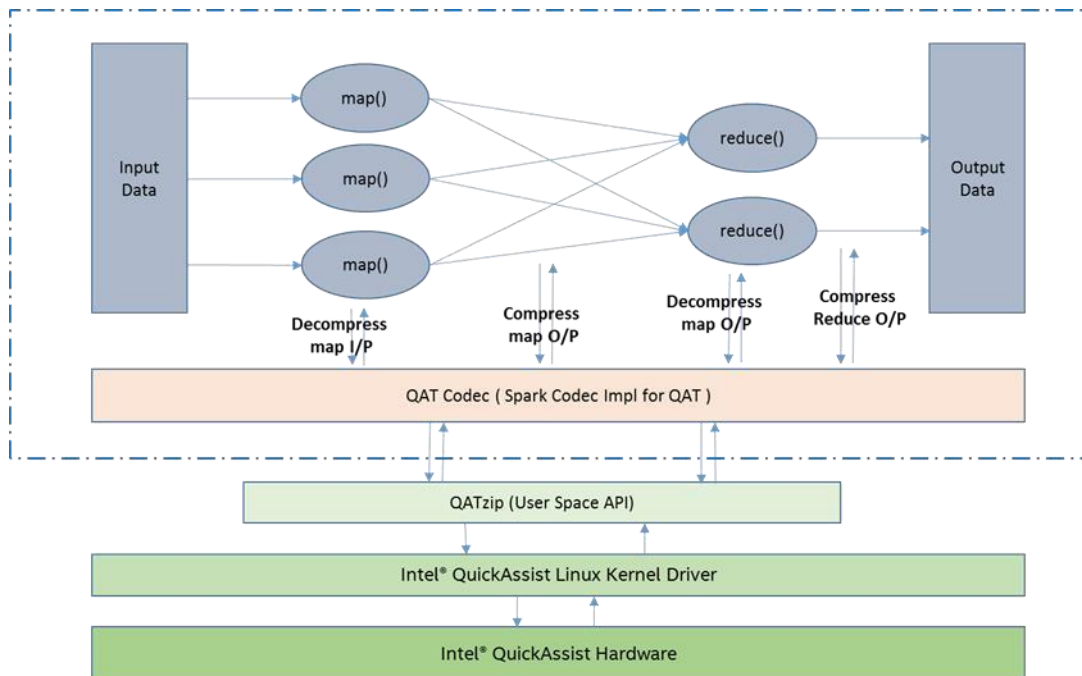 Input
Data
map()
map()
map()
reduce()
reduce()
Output
Data
Decompress
map I/P
Compress
map O/P
Decompress
map O/P
Compress
Reduce O/P
QAT Codec ( Spark Codec Impl for QAT )
QATzip (User Space API)
Intel® QuickAssist Linux Kernel Driver
Intel® QuickAssist Hardware